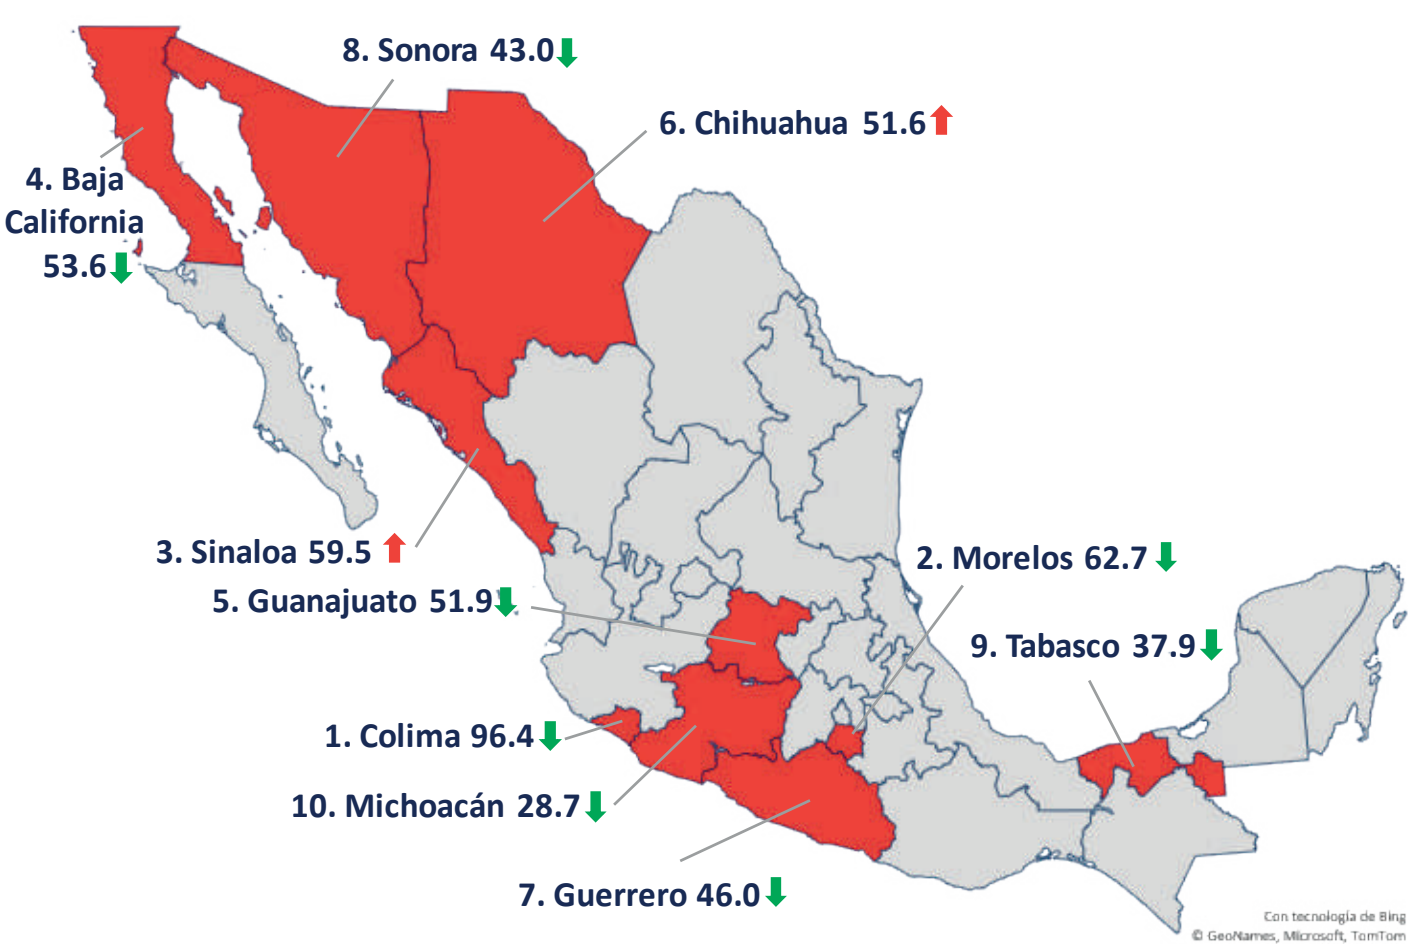 8. Sonora 43.0
6. Chihuahua 51.6
4. Baja
California
53.6
3. Sinaloa 59.5
2. Morelos 62.7
5. Guanajuato 51.9
9. Tabasco 37.9
1. Colima 96.4
10. Michoacán 28.7
7. Guerrero 46.0
Con tecnología de Bing
© GeoNames, Microsoft, TomTom